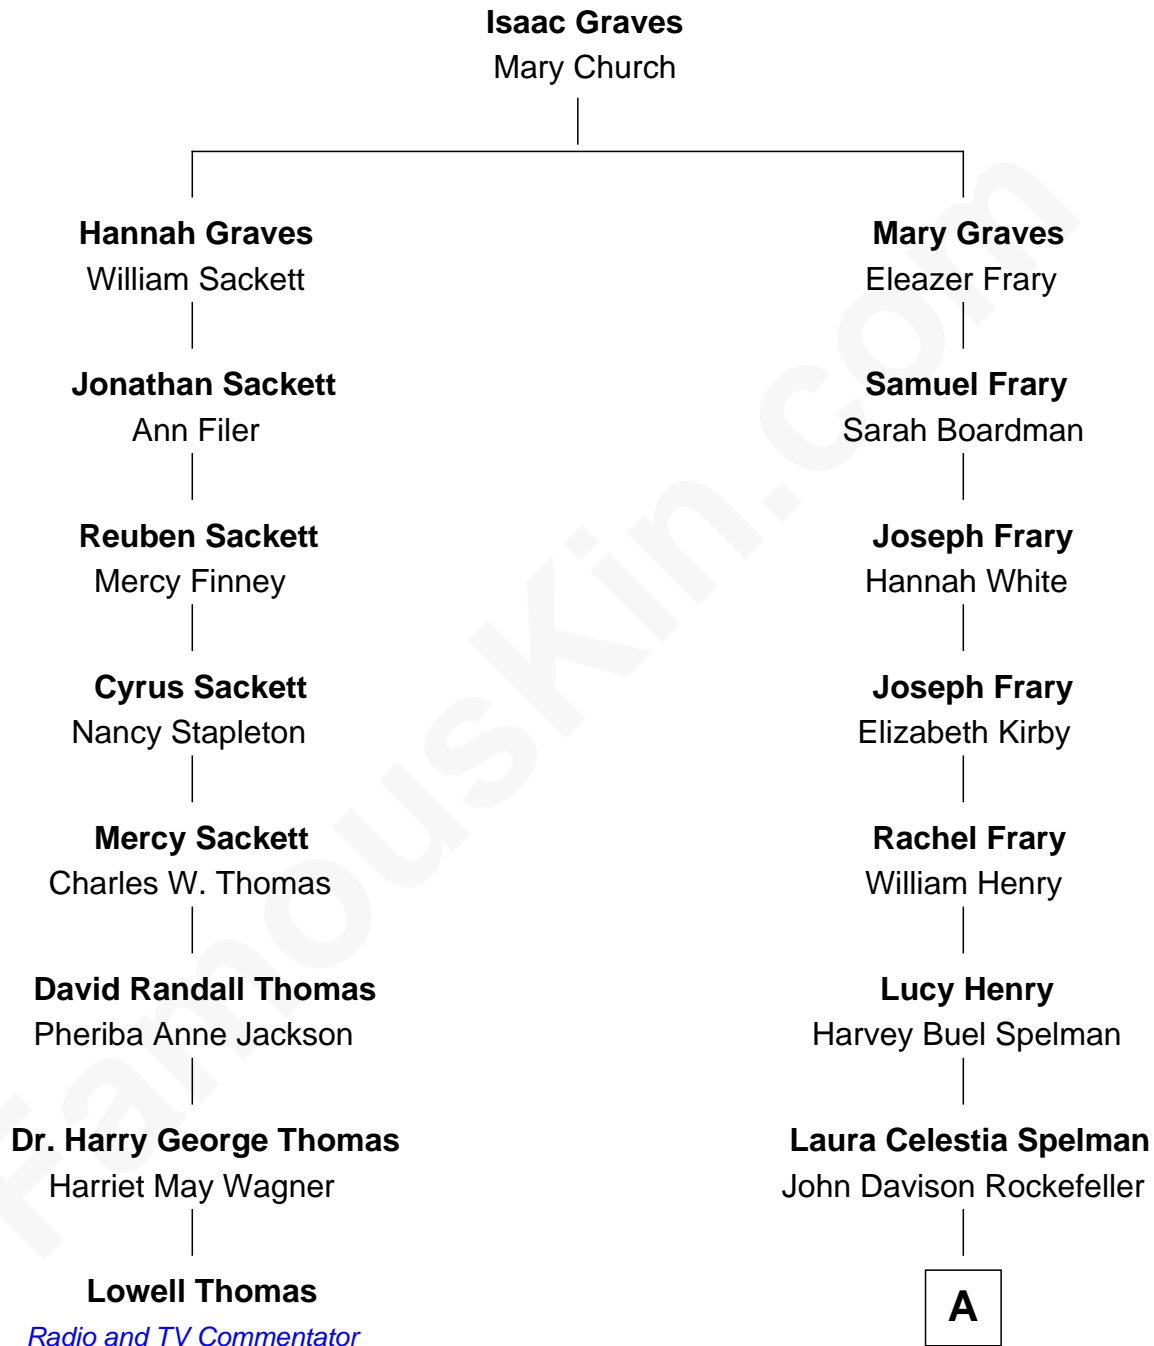 Isaac Graves
Mary Church
Hannah Graves
William Sackett
Mary Graves
Eleazer Frary
Jonathan Sackett
Ann Filer
Samuel Frary
Sarah Boardman
Reuben Sackett
Mercy Finney
Joseph Frary
Hannah White
Cyrus Sackett
Nancy Stapleton
Joseph Frary
Elizabeth Kirby
Mercy Sackett
Charles W. Thomas
Rachel Frary
William Henry
David Randall Thomas
Pheriba Anne Jackson
Lucy Henry
Harvey Buel Spelman
Dr. Harry George Thomas
Harriet May Wagner
Laura Celestia Spelman
John Davison Rockefeller
Lowell Thomas
Radio and TV Commentator
A
FamousKin.com